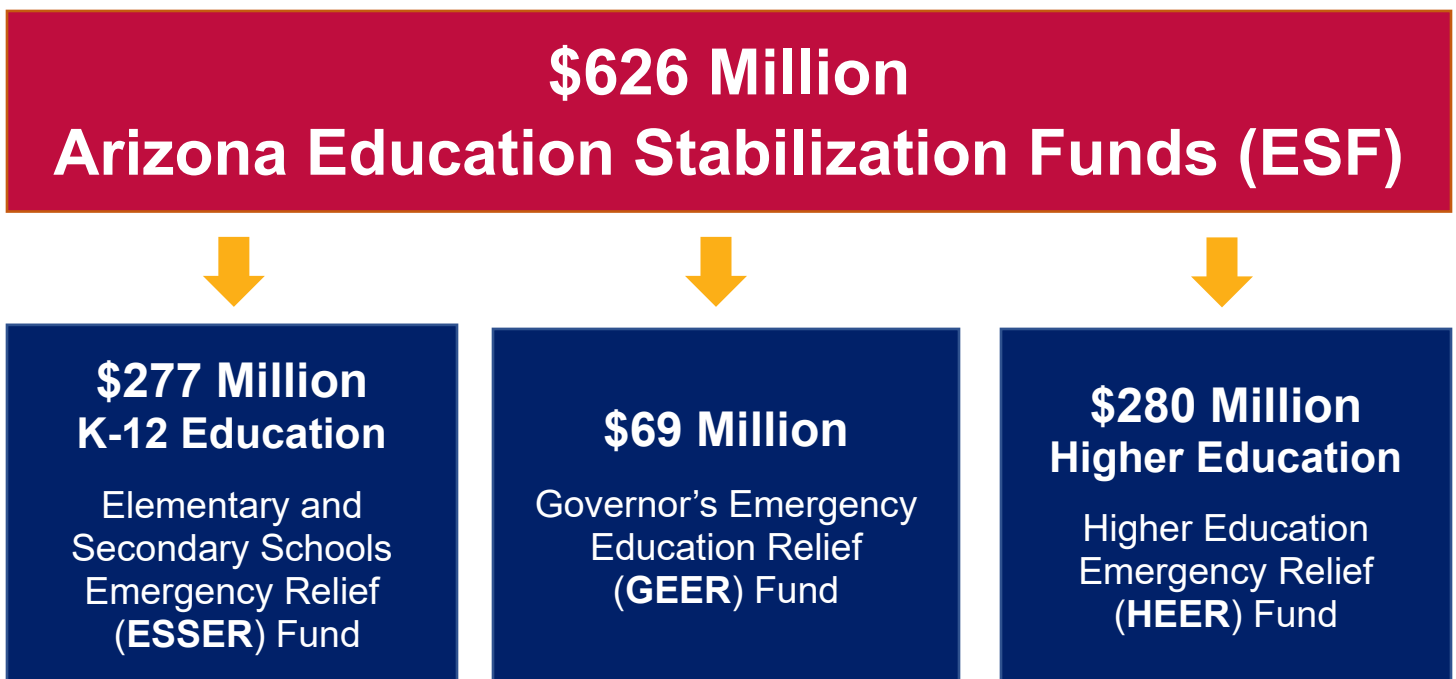 $626 Million
Arizona Education Stabilization Funds (ESF)
$277 Million
K-12 Education
Elementary and
Secondary Schools
Emergency Relief
(ESSER) Fund
$69 Million
Governor’s Emergency
Education Relief
(GEER) Fund
$280 Million
Higher Education
Higher Education
Emergency Relief
(HEER) Fund